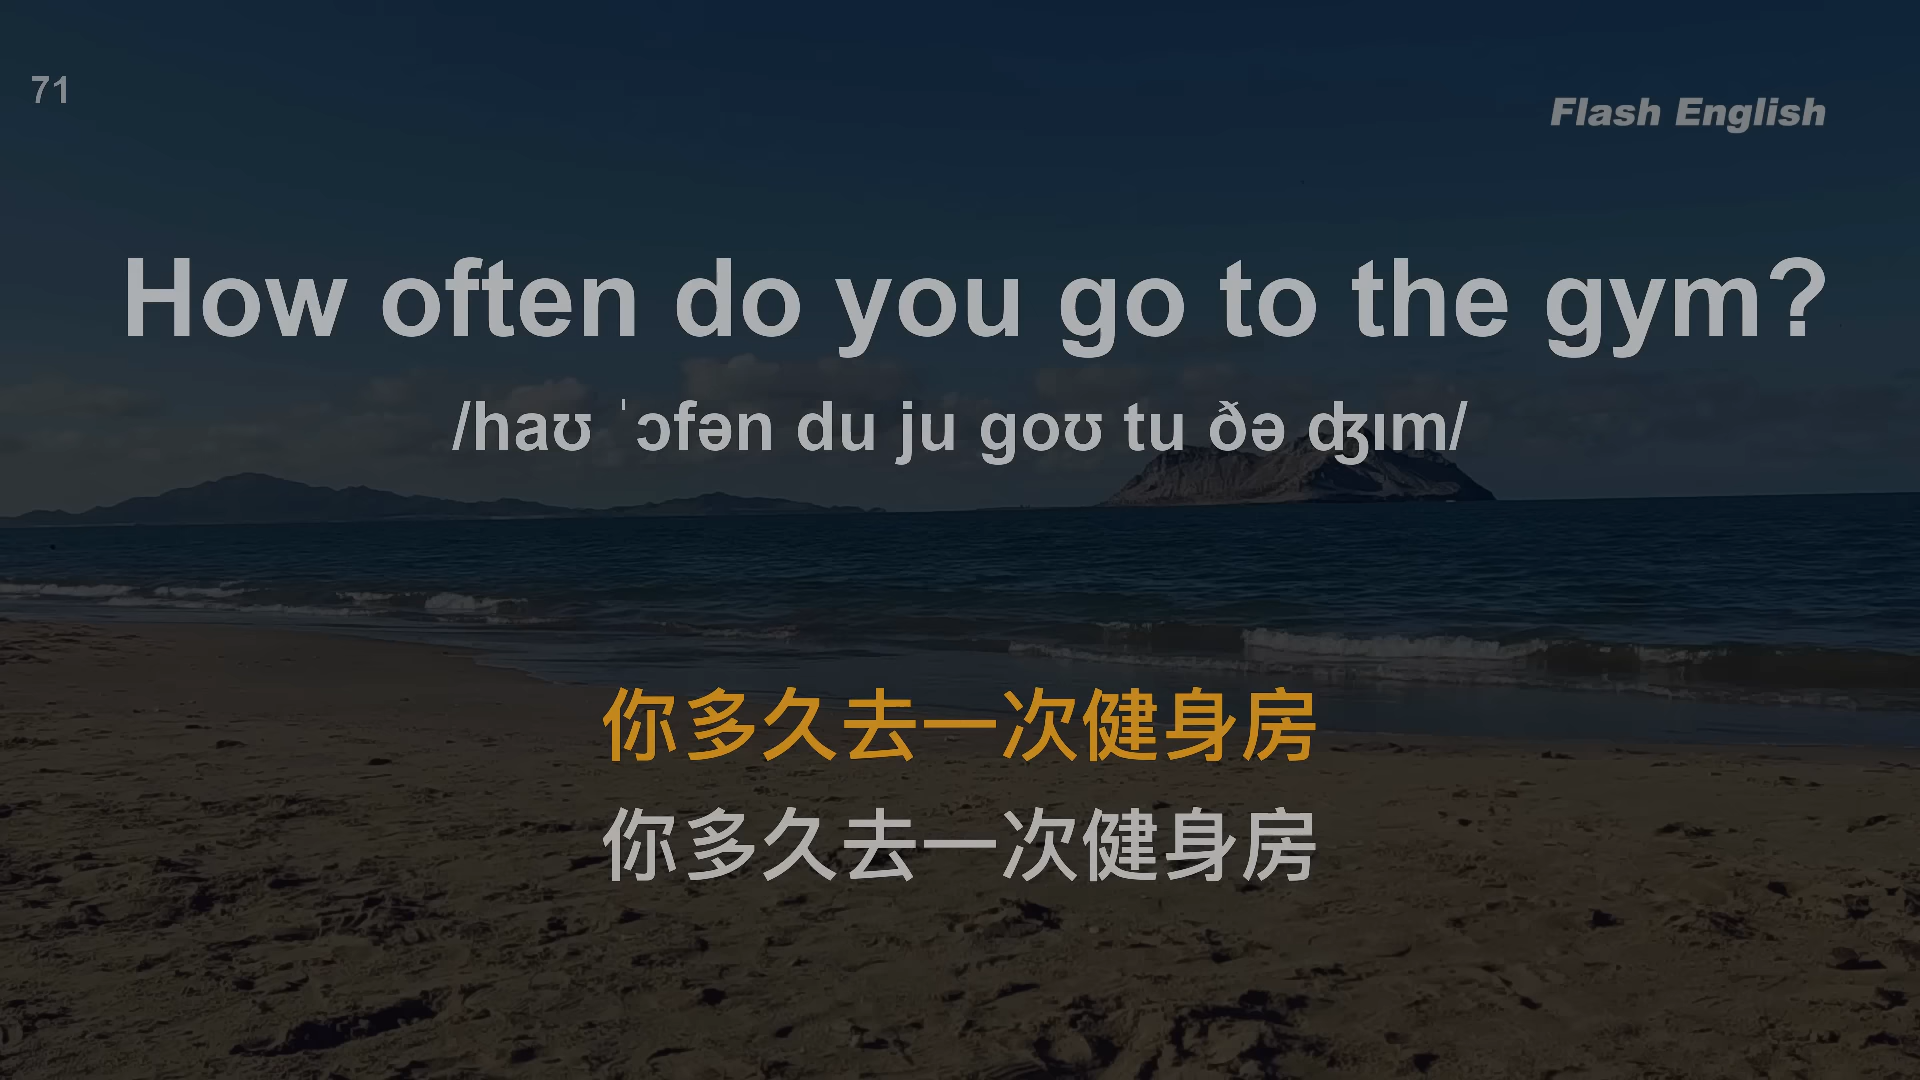 71
Flash English
How often do you go to the gym?
/haʊ ˈɔfən du ju goʊ tu ðə ʤɪm/
你多久去一次健身房
你多久去一次健身房